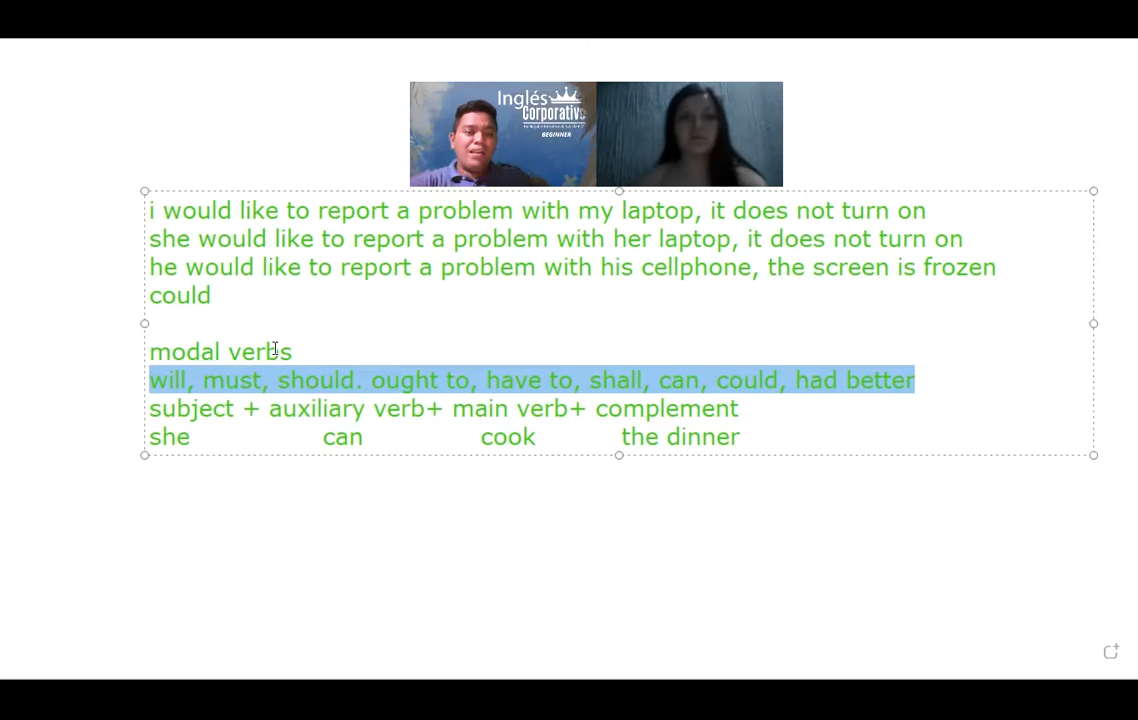 Inglés
Corporativo
BEGINNER
i would like to report a problem with my laptop, it does not turn on
she would like to report a problem with her laptop, it does not turn on
he would like to report a problem with his cellphone, the screen is frozen
could
modal verbs
will, must, should. ought to, have to, shall, can, could, had better
subject + auxiliary verb+ main verb+ complement
she can cook the dinner